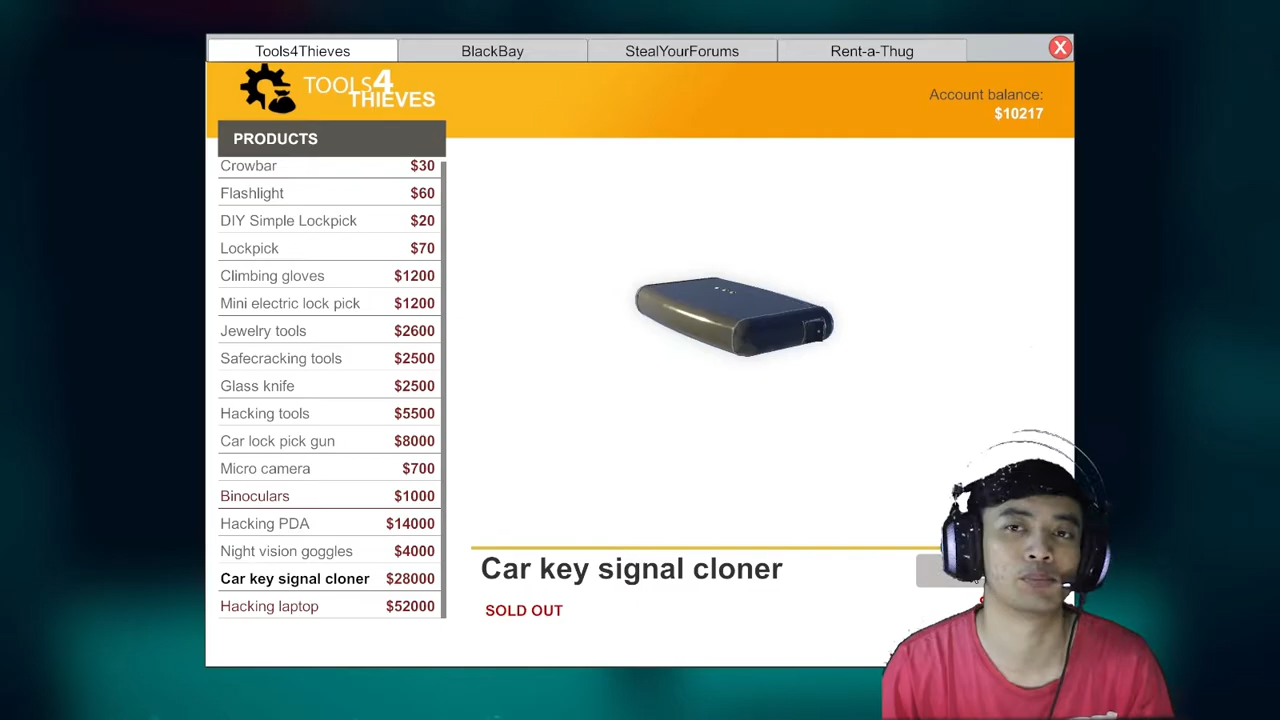 Tools4Thieves
BlackBay
StealYourForums
Rent-a-Thug
X
TOOLS4
THIEVES
Account balance:
$10217
PRODUCTS
Crowbar $30
Flashlight $60
DIY Simple Lockpick $20
Lockpick $70
Climbing gloves $1200
Mini electric lock pick $1200
Jewelry tools $2600
Safecracking tools $2500
Glass knife $2500
Hacking tools $5500
Car lock pick gun $8000
Micro camera $700
Binoculars $1000
Hacking PDA $14000
Night vision goggles $4000
Car key signal cloner $28000
Hacking laptop $52000
Car key signal cloner
SOLD OUT